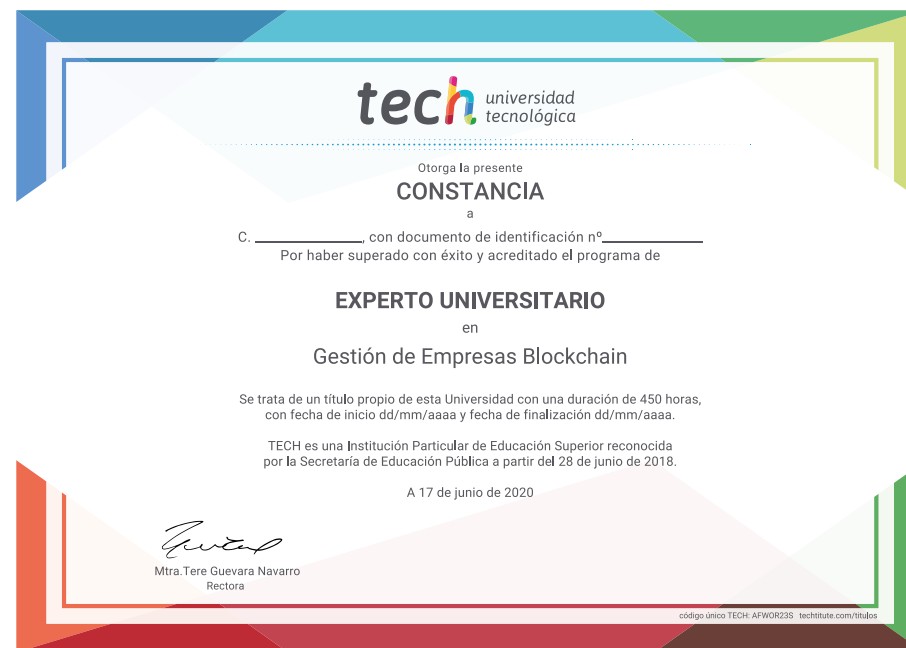 tech universidad
tecnológica
Otorga la presente
CONSTANCIA
a
C. ____________, con documento de identificación nº____________
Por haber superado con éxito y acreditado el programa de
EXPERTO UNIVERSITARIO
en
Gestión de Empresas Blockchain
Se trata de un título propio de esta Universidad con una duración de 450 horas,
con fecha de inicio dd/mm/aaaa y fecha de finalización dd/mm/aaaa.
TECH es una Institución Particular de Educación Superior reconocida
por la Secretaría de Educación Pública a partir del 28 de junio de 2018.
A 17 de junio de 2020
Mtra.Tere Guevara Navarro
Rectora
código único TECH: AFWOR23S techtitute.com/titulos